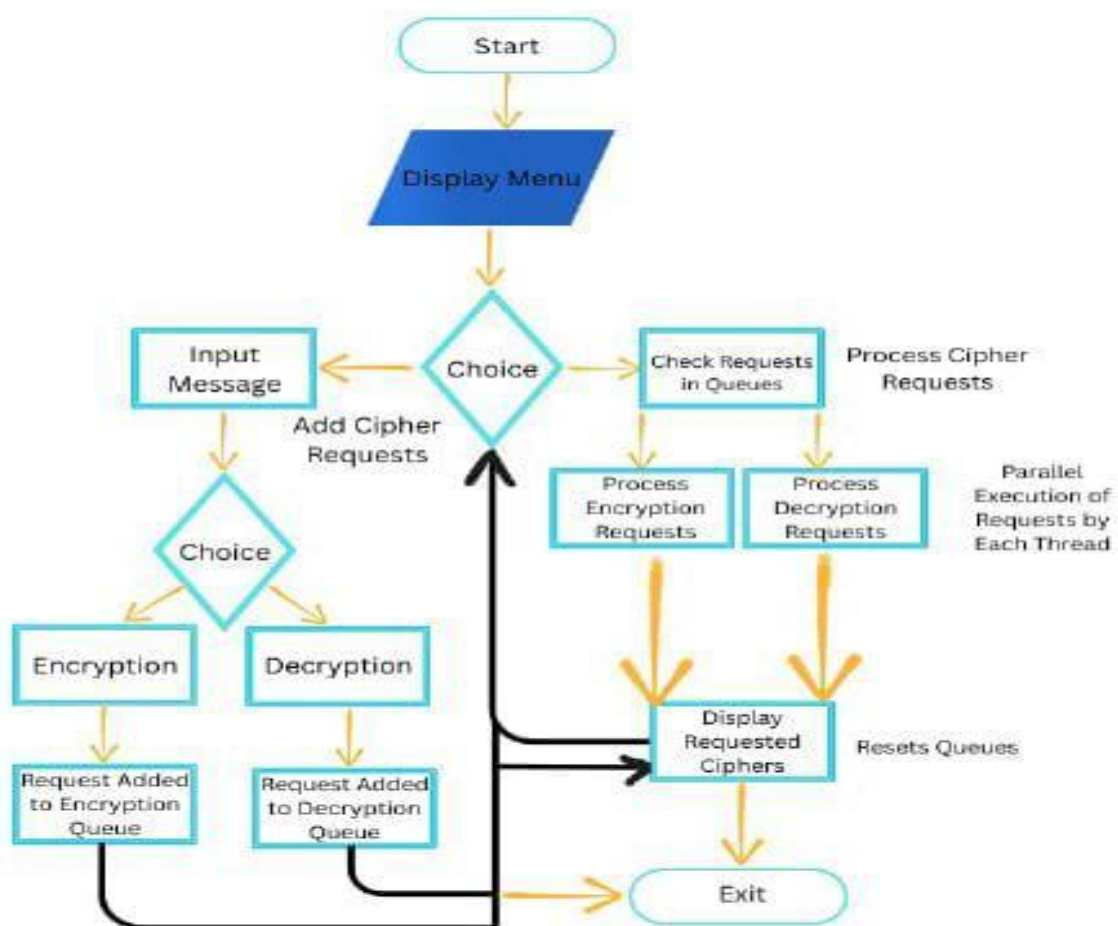 Start
Display Menu
Choice
Input
Message
Add Cipher
Requests
Check Requests
in Queues
Process Cipher
Requests
Process
Encryption
Requests
Process
Decryption
Requests
Parallel
Execution of
Requests by
Each Thread
Choice
Encryption
Decryption
Request Added
to Encryption
Queue
Request Added
to Decryption
Queue
Display
Requested
Ciphers
Resets Queues
Exit